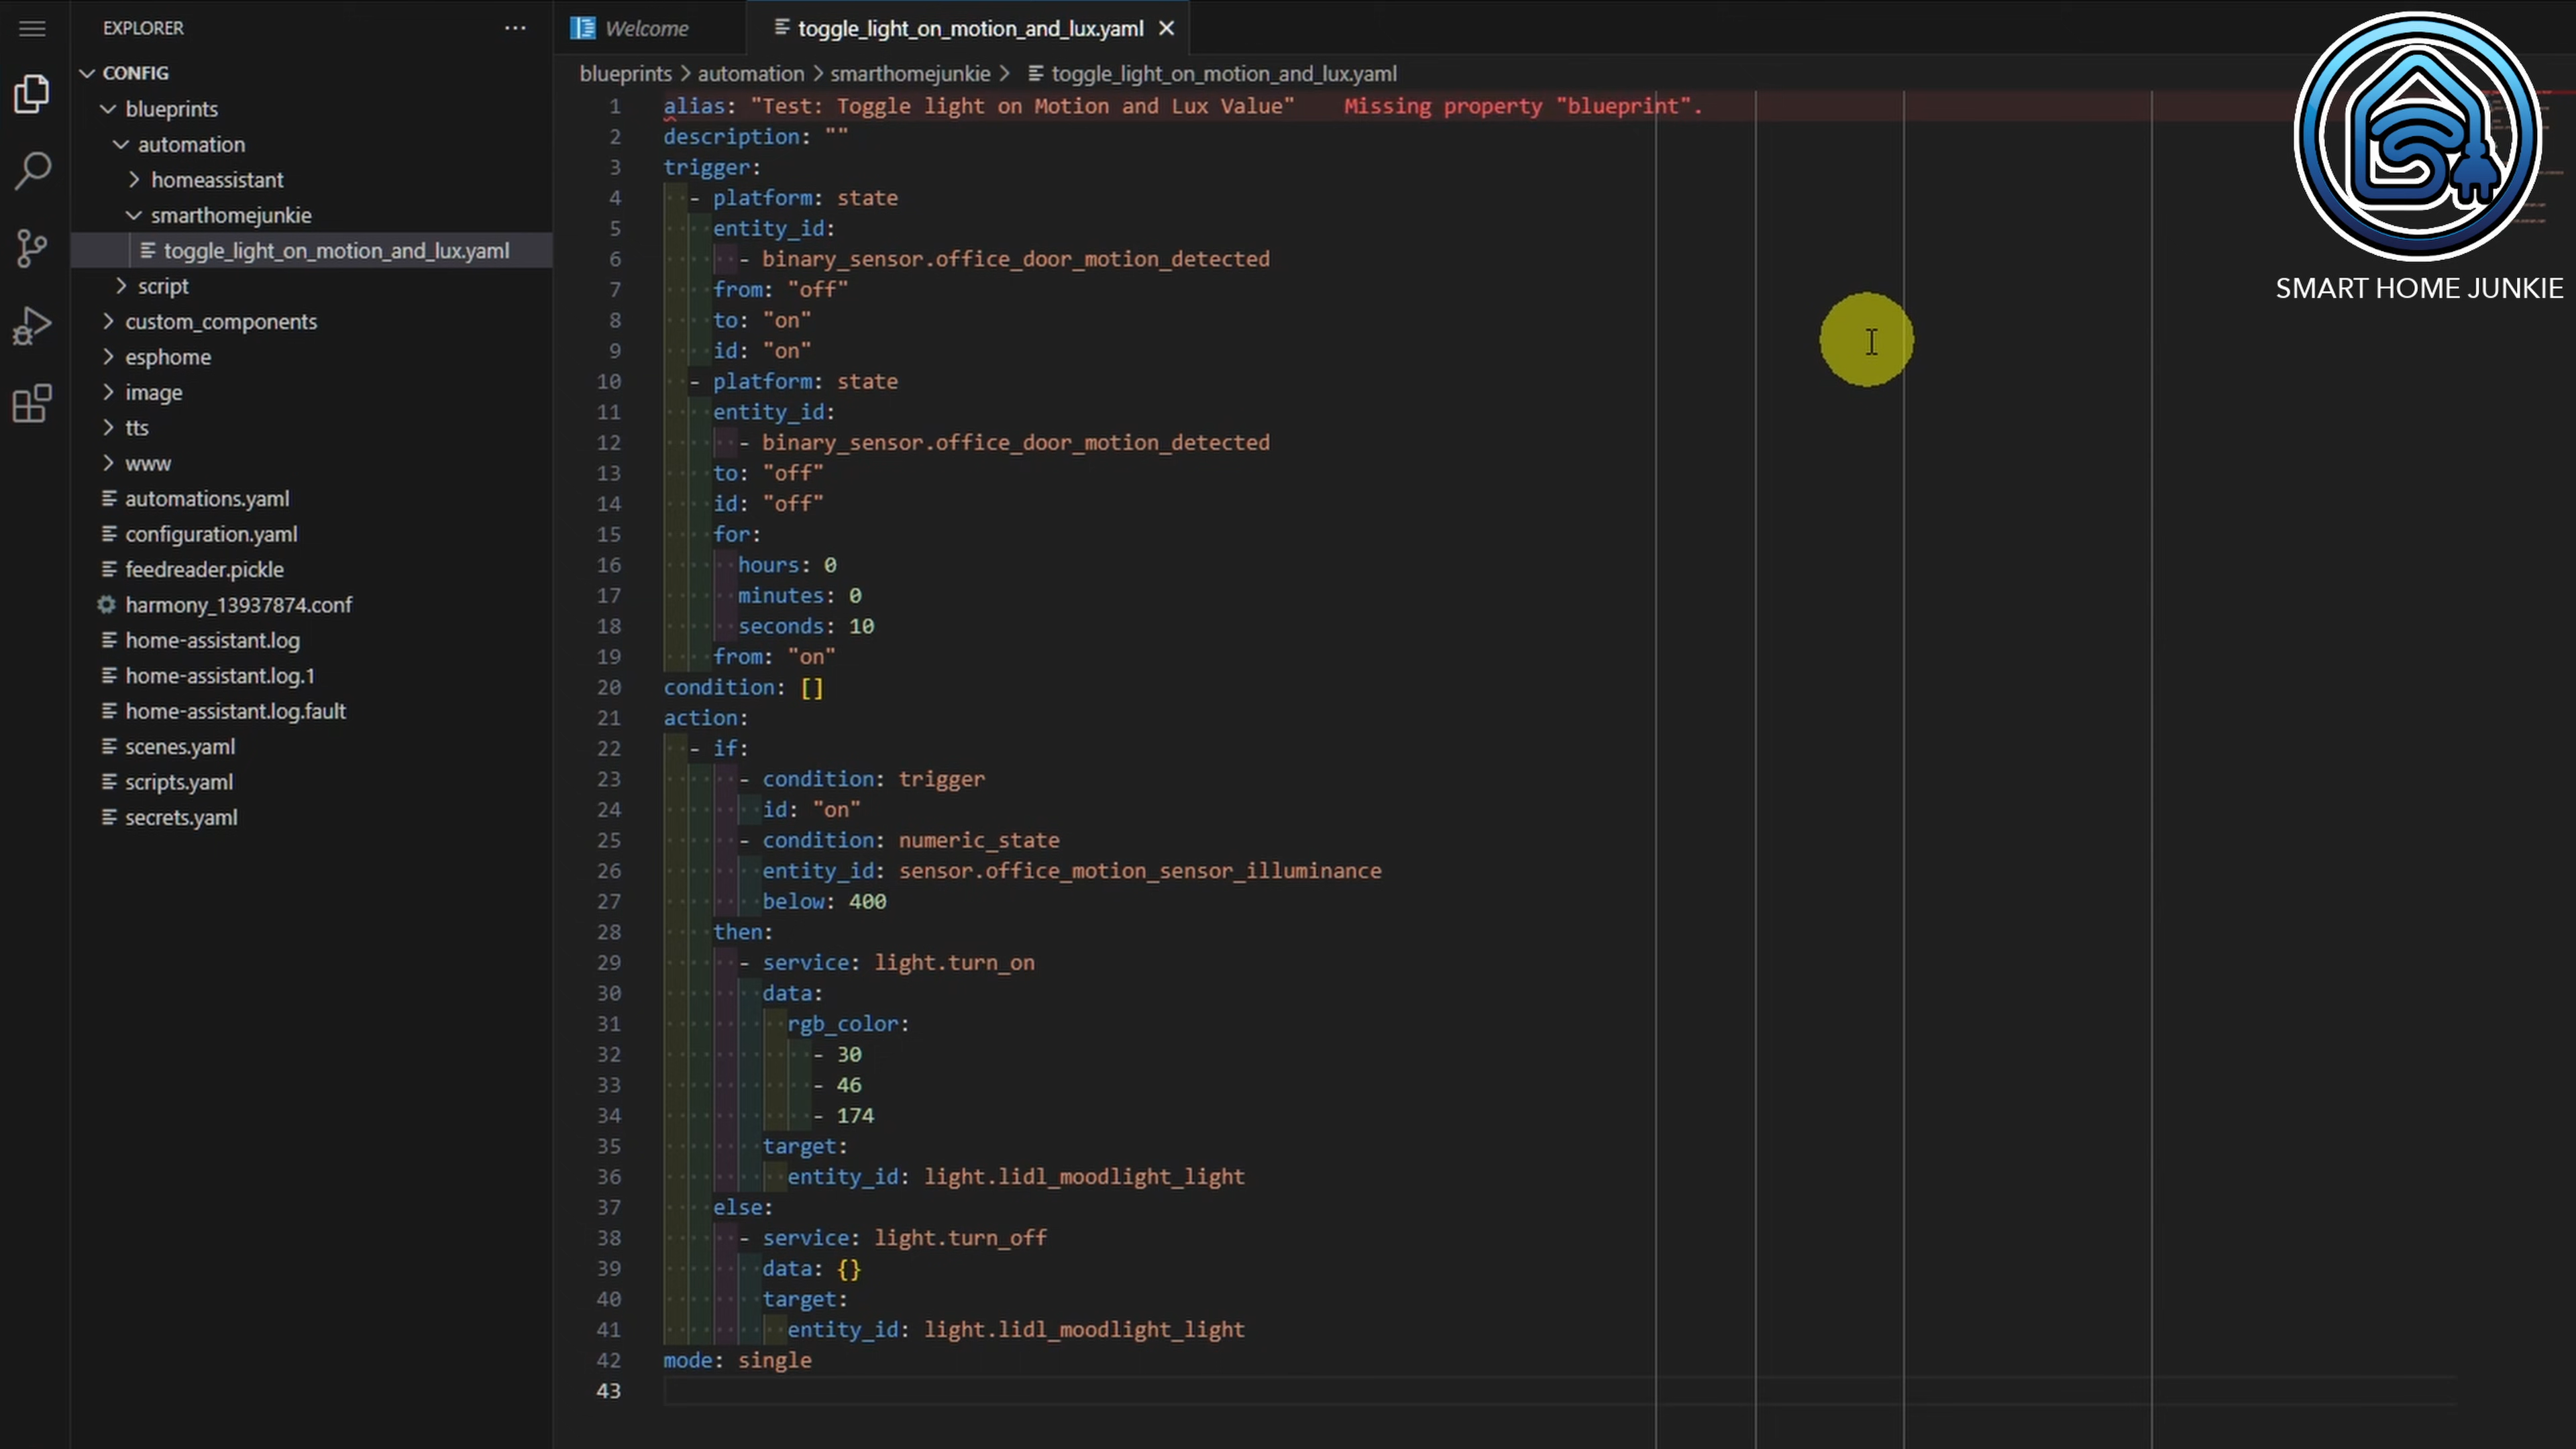 EXPLORER
CONFIG
blueprints
automation
homeassistant
smarthomejunkie
toggle_light_on_motion_and_lux.yaml
script
custom_components
esphome
image
tts
www
automations.yaml
configuration.yaml
feedreader.pickle
harmony_13937874.conf
home-assistant.log
home-assistant.log.1
home-assistant.log.fault
scenes.yaml
scripts.yaml
secrets.yaml
Welcome
toggle_light_on_motion_and_lux.yaml
blueprints > automation > smarthomejunkie > toggle_light_on_motion_and_lux.yaml
1 alias: "Test: Toggle light on Motion and Lux Value" Missing property "blueprint".
2 description: ""
3 trigger:
4 - platform: state
5 entity_id:
6 - binary_sensor.office_door_motion_detected
7 from: "off"
8 to: "on"
9 id: "on"
10 - platform: state
11 entity_id:
12 - binary_sensor.office_door_motion_detected
13 to: "off"
14 id: "off"
15 for:
16 hours: 0
17 minutes: 0
18 seconds: 10
19 from: "on"
20 condition: []
21 action:
22 - if:
23 - condition: trigger
24 id: "on"
25 - condition: numeric_state
26 entity_id: sensor.office_motion_sensor_illuminance
27 below: 400
28 then:
29 - service: light.turn_on
30 data:
31 rgb_color:
32 - 30
33 - 46
34 - 174
35 target:
36 entity_id: light.lidl_moodlight_light
37 else:
38 - service: light.turn_off
39 data: {}
40 target:
41 entity_id: light.lidl_moodlight_light
42 mode: single
43
SMART HOME JUNKIE